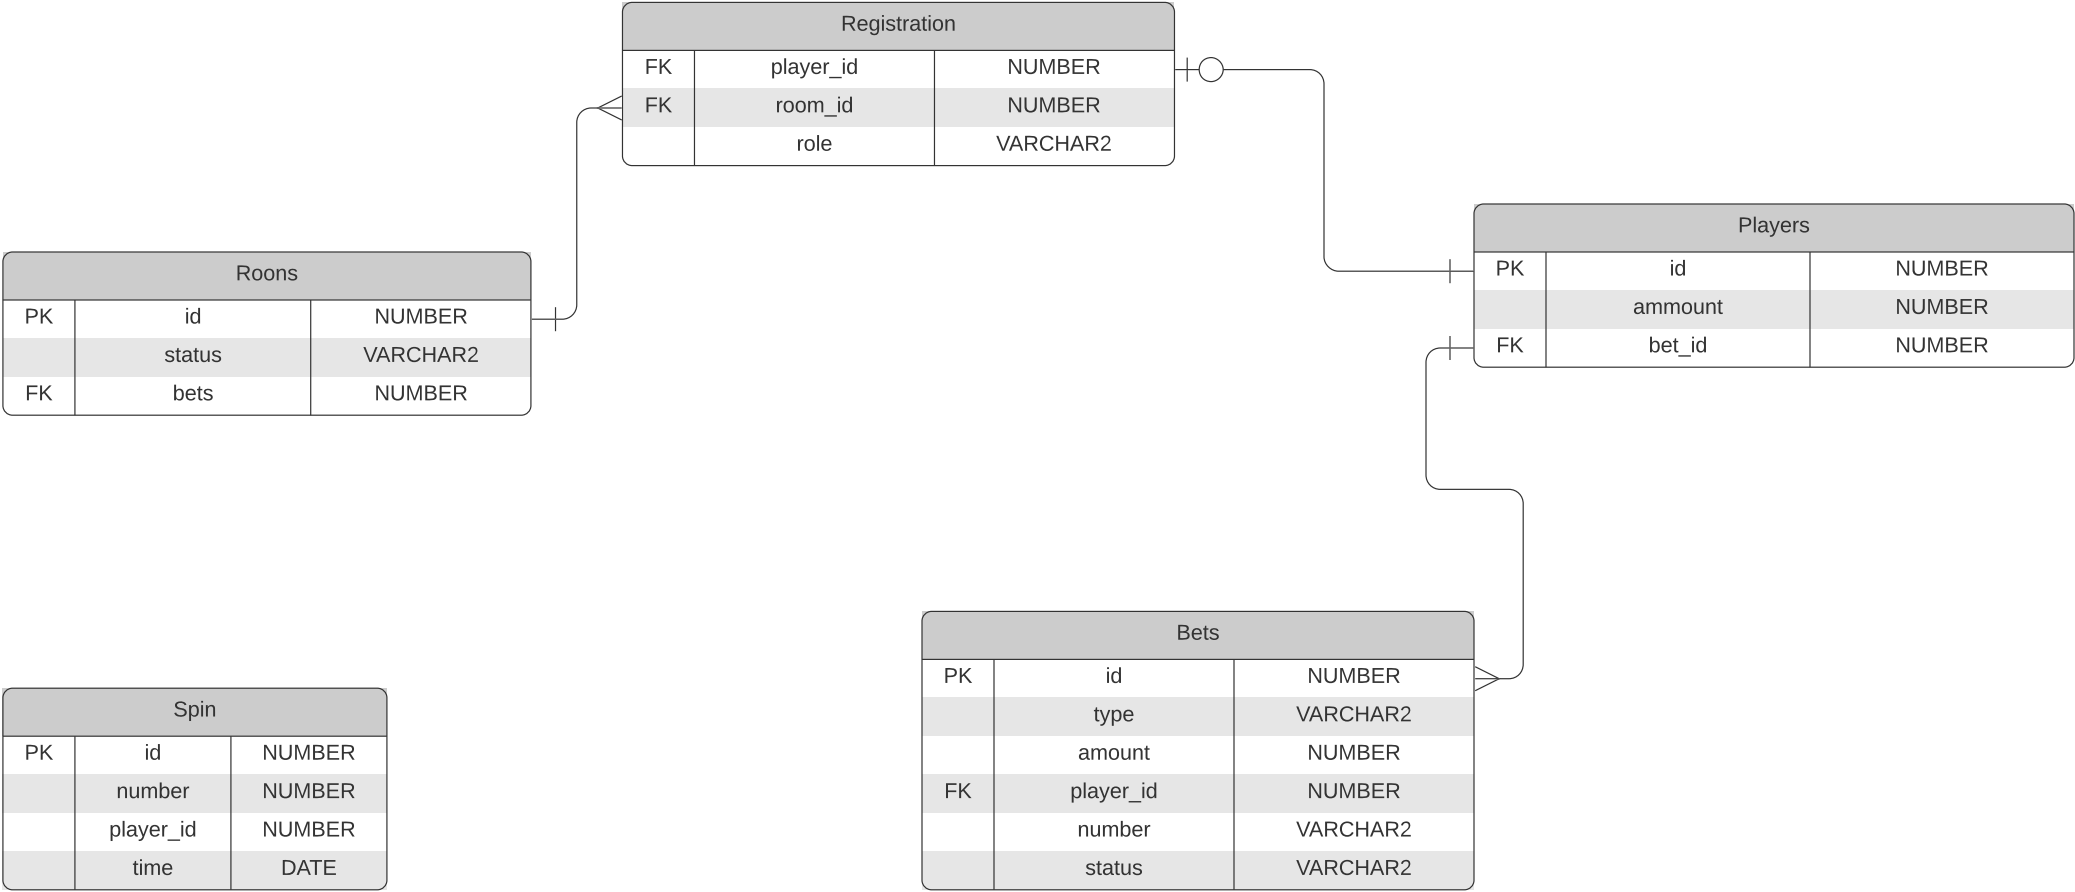 Registration
FK player_id NUMBER
FK room_id NUMBER
role VARCHAR2
Players
PK id NUMBER
ammount NUMBER
FK bet_id NUMBER
Roons
PK id NUMBER
status VARCHAR2
FK bets NUMBER
Bets
PK id NUMBER
type VARCHAR2
amount NUMBER
FK player_id NUMBER
number VARCHAR2
status VARCHAR2
Spin
PK id NUMBER
number NUMBER
player_id NUMBER
time DATE